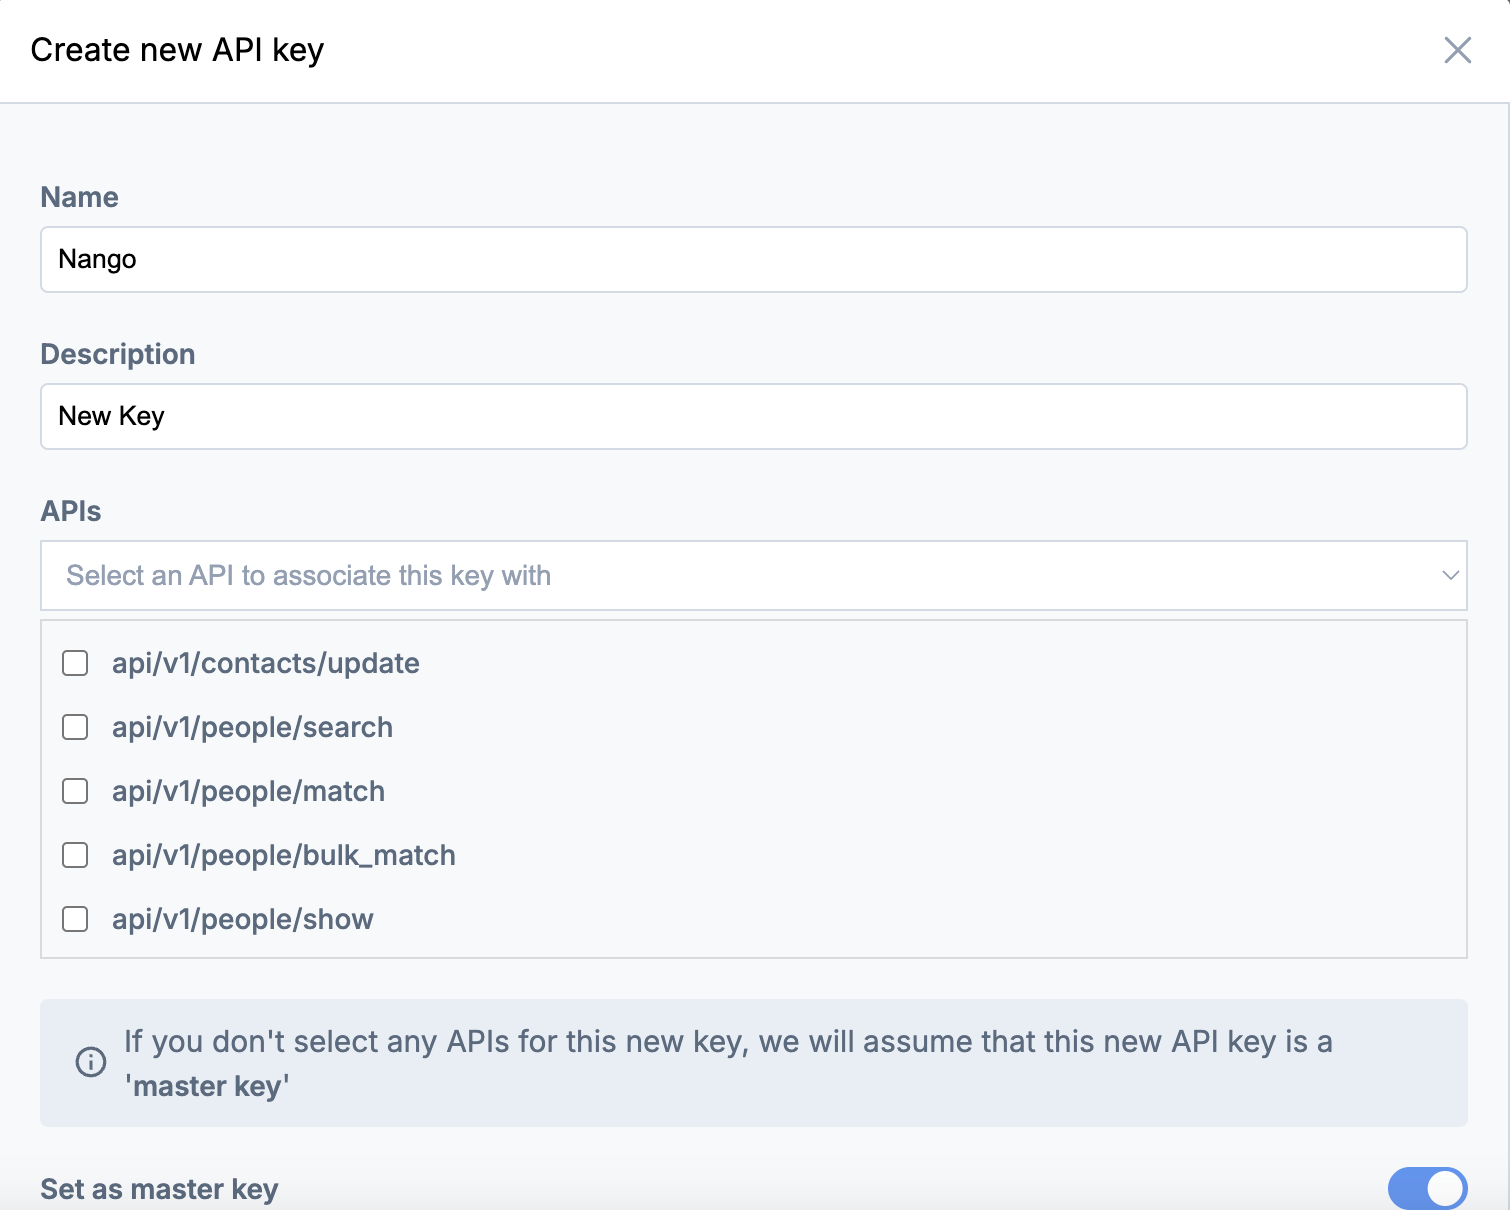 Create new API key
Name
Nango
Description
New Key
APIs
Select an API to associate this key with
api/v1/contacts/update
api/v1/people/search
api/v1/people/match
api/v1/people/bulk_match
api/v1/people/show
If you don't select any APIs for this new key, we will assume that this new API key is a
'master key'
Set as master key